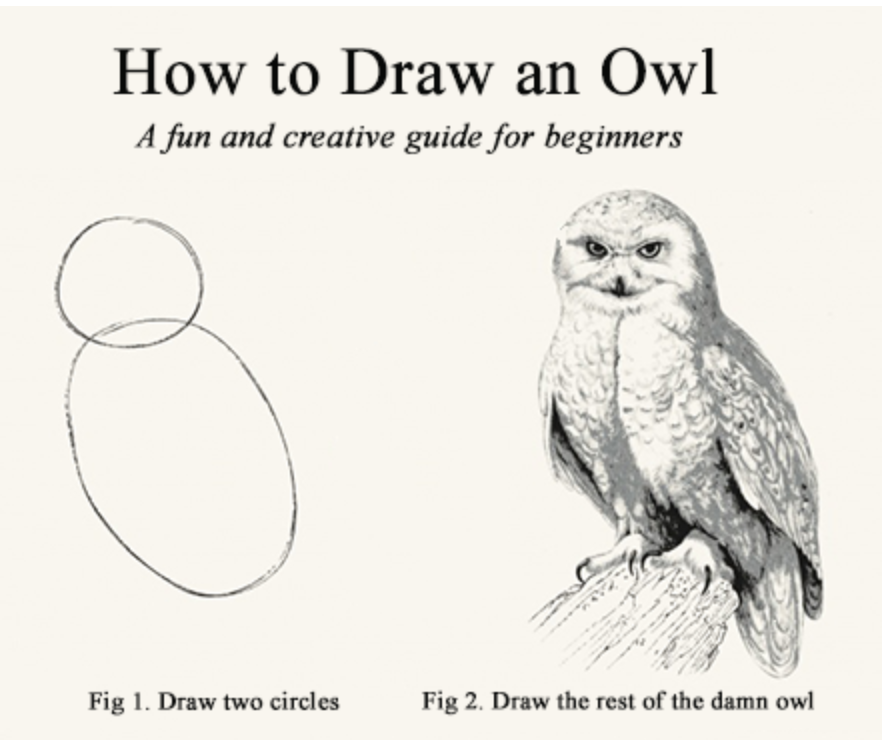 How to Draw an Owl
A fun and creative guide for beginners
Fig 1. Draw two circles
Fig 2. Draw the rest of the damn owl